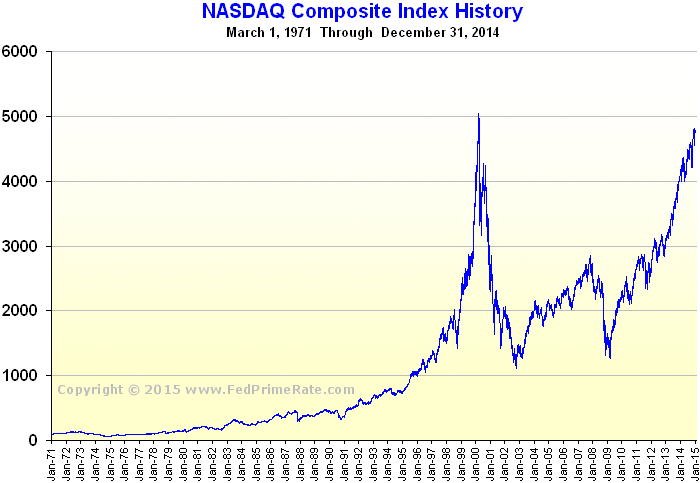 NASDAQ Composite Index History
March 1, 1971 Through December 31, 2014
6000
5000
4000
3000
2000
1000
0
Copyright © 2015 www.FedPrimeRate.com
Jan-71
Jan-72
Jan-73
Jan-74
Jan-75
Jan-76
Jan-77
Jan-78
Jan-79
Jan-80
Jan-81
Jan-82
Jan-83
Jan-84
Jan-85
Jan-86
Jan-87
Jan-88
Jan-89
Jan-90
Jan-91
Jan-92
Jan-93
Jan-94
Jan-95
Jan-96
Jan-97
Jan-98
Jan-99
Jan-00
Jan-01
Jan-02
Jan-03
Jan-04
Jan-05
Jan-06
Jan-07
Jan-08
Jan-09
Jan-10
Jan-11
Jan-12
Jan-13
Jan-14
Jan-15